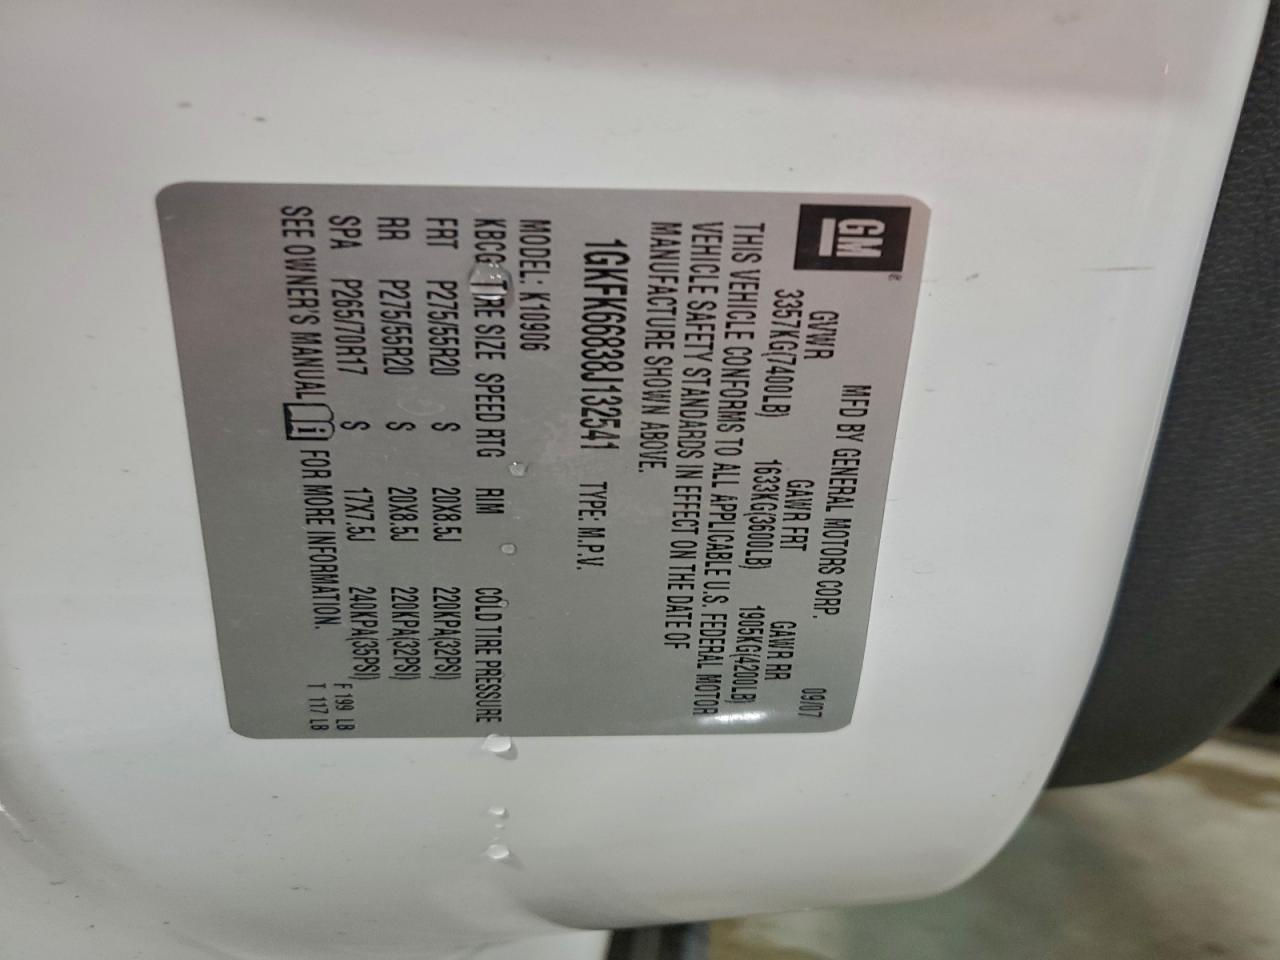 GM®
MFD BY GENERAL MOTORS CORP. 09/07
GVWR GAWR FRT GAWR RR
3357KG(7400LB) 1633KG(3600LB) 1905KG(4200LB)
THIS VEHICLE CONFORMS TO ALL APPLICABLE U.S. FEDERAL MOTOR
VEHICLE SAFETY STANDARDS IN EFFECT ON THE DATE OF
MANUFACTURE SHOWN ABOVE.
1GKFK66838J132541 TYPE: M.P.V.
MODEL: K10906
KBCG SIZE SPEED RTG RIM COLD TIRE PRESSURE
FRT P275/55R20 S 20X8.5J 220KPA(32PSI)
RR P275/55R20 S 20X8.5J 220KPA(32PSI)
SPA P265/70R17 S 17X7.5J 240KPA(35PSI) F 199 LB
SEE OWNER'S MANUAL i FOR MORE INFORMATION. T 117 LB